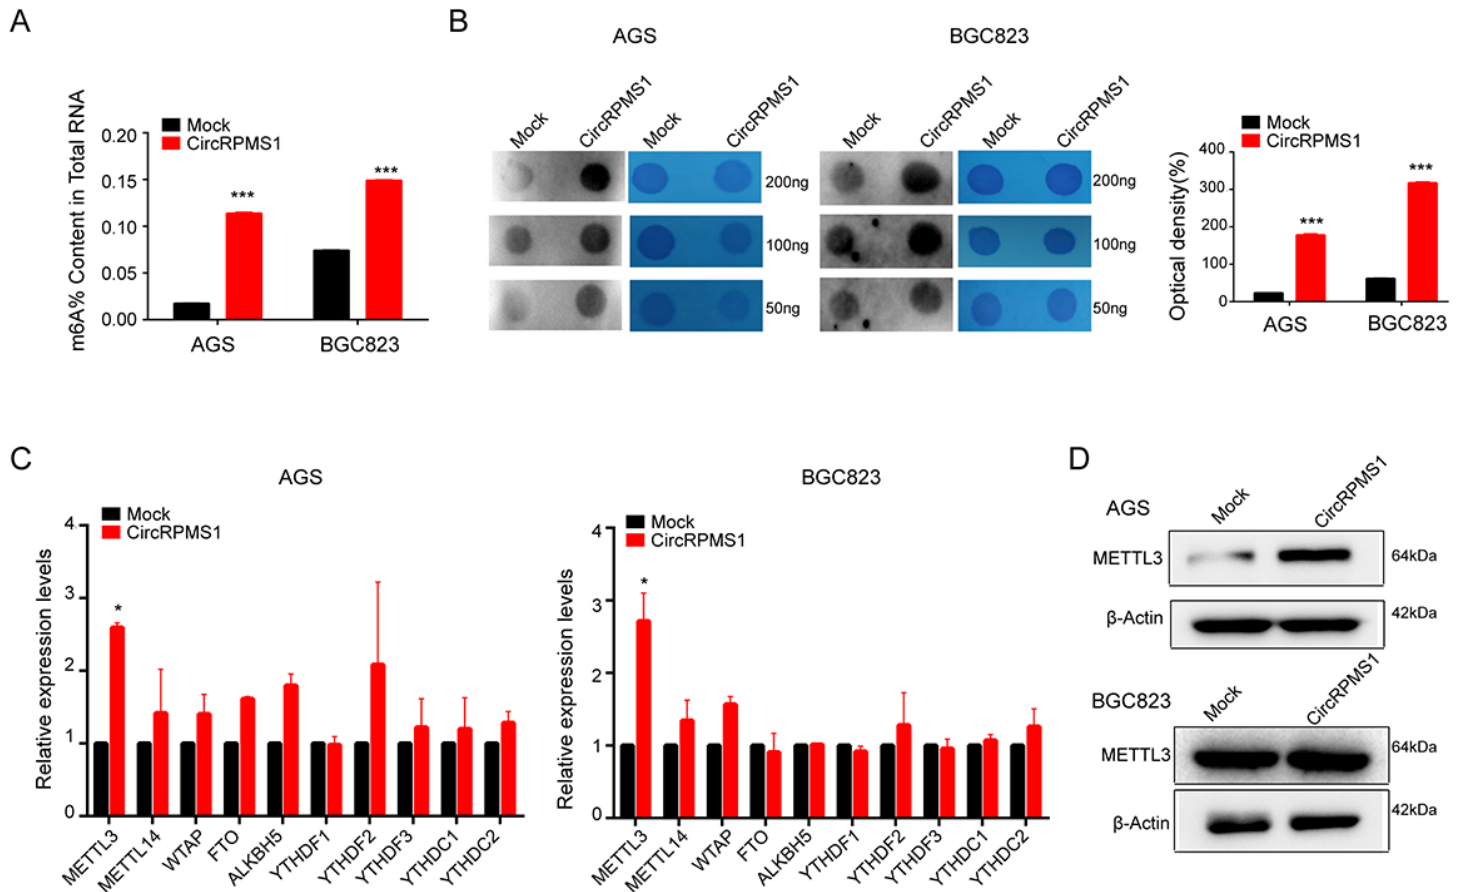 A
m6A% Content in Total RNA
Mock
CircRPMS1
0.20
0.15
0.10
0.05
0.00
***
***
AGS
BGC823
B
AGS
BGC823
Mock
CircRPMS1
Mock
CircRPMS1
Mock
CircRPMS1
Mock
CircRPMS1
200ng
100ng
50ng
200ng
100ng
50ng
Mock
CircRPMS1
Optical density(%)
400
300
200
100
0
***
***
AGS
BGC823
C
AGS
Mock
CircRPMS1
Relative expression levels
4
3
2
1
0
*
METTL3
METTL14
WTAP
FTO
ALKBH5
YTHDF1
YTHDF2
YTHDF3
YTHDC1
YTHDC2
BGC823
Mock
CircRPMS1
Relative expression levels
4
3
2
1
0
*
METTL3
METTL14
WTAP
FTO
ALKBH5
YTHDF1
YTHDF2
YTHDF3
YTHDC1
YTHDC2
D
AGS
Mock
CircRPMS1
METTL3
64kDa
β-Actin
42kDa
BGC823
Mock
CircRPMS1
METTL3
64kDa
β-Actin
42kDa